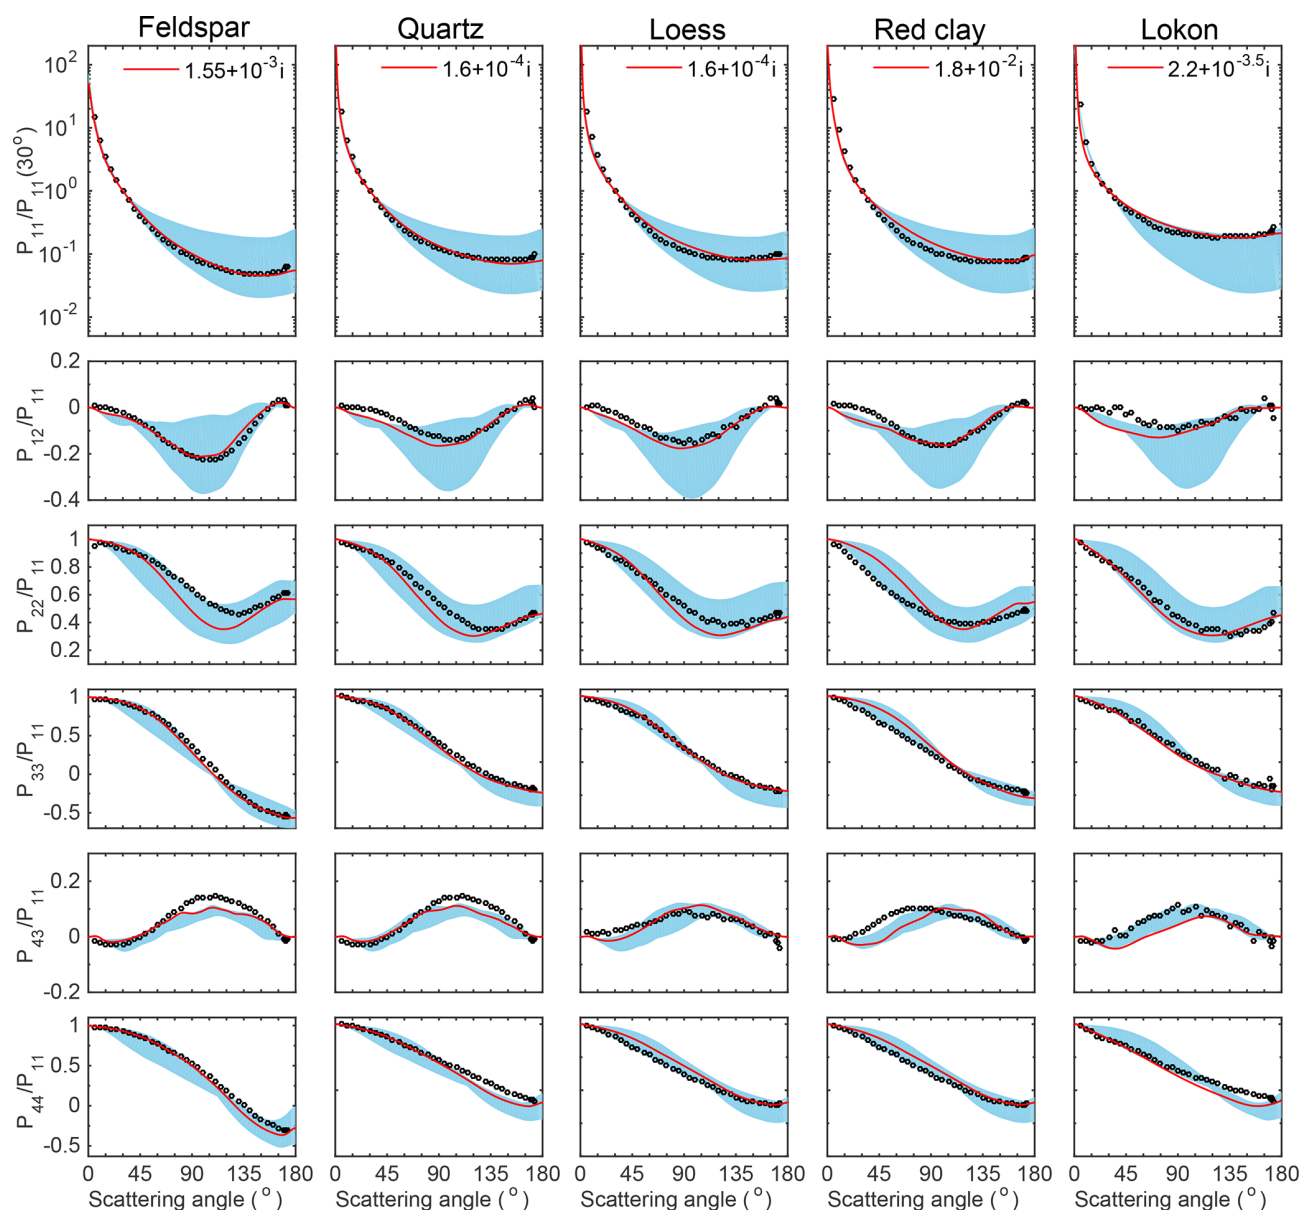 Feldspar Quartz Loess Red clay Lokon
P11/P11(30°)
10² 10¹ 10⁰ 10⁻¹ 10⁻²
1.55+10⁻³i 1.6+10⁻⁴i 1.6+10⁻⁴i 1.8+10⁻²i 2.2+10⁻³·⁵i
P12/P11
0.2 0 -0.2 -0.4
P22/P11
1 0.8 0.6 0.4 0.2
P33/P11
1 0.5 0 -0.5
P43/P11
0.2 0 -0.2
P44/P11
1 0.5 0 -0.5
0 45 90 135 180 45 90 135 180 45 90 135 180 45 90 135 180 45 90 135 180
Scattering angle (°) Scattering angle (°) Scattering angle (°) Scattering angle (°) Scattering angle (°)